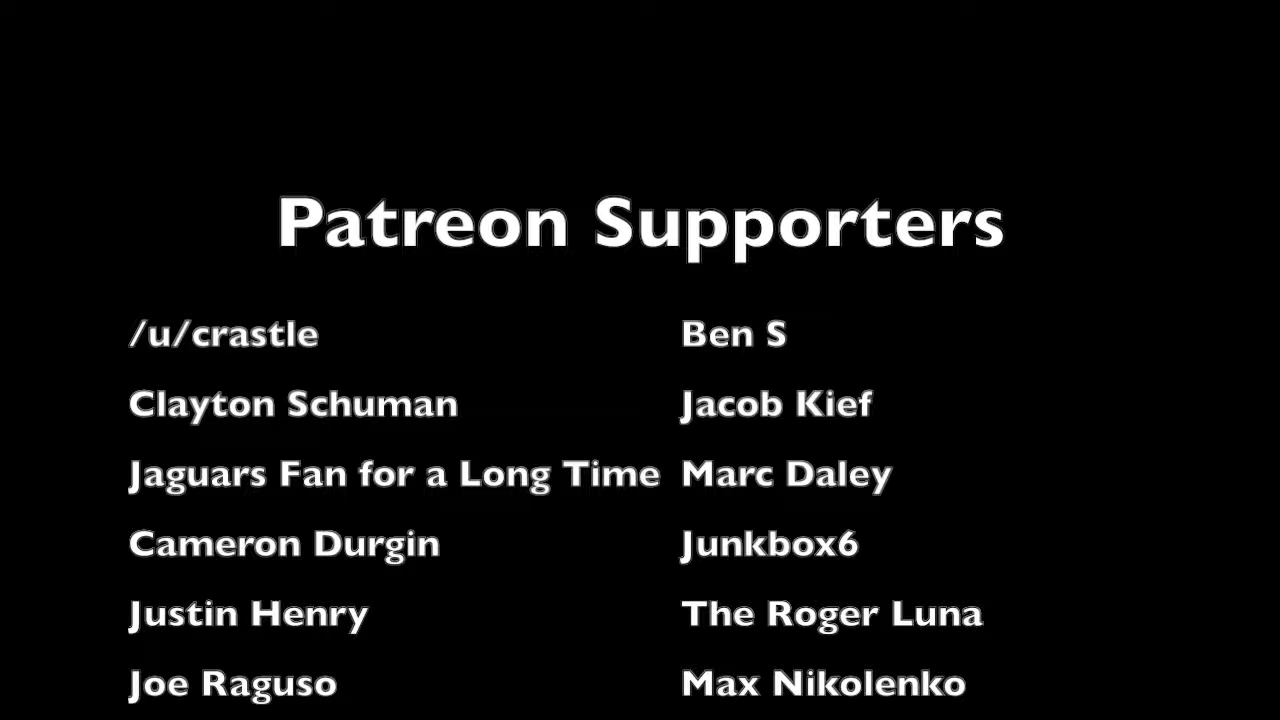 Patreon Supporters
/u/crastle
Ben S
Clayton Schuman
Jacob Kief
Jaguars Fan for a Long Time
Marc Daley
Cameron Durgin
Junkbox6
Justin Henry
The Roger Luna
Joe Raguso
Max Nikolenko